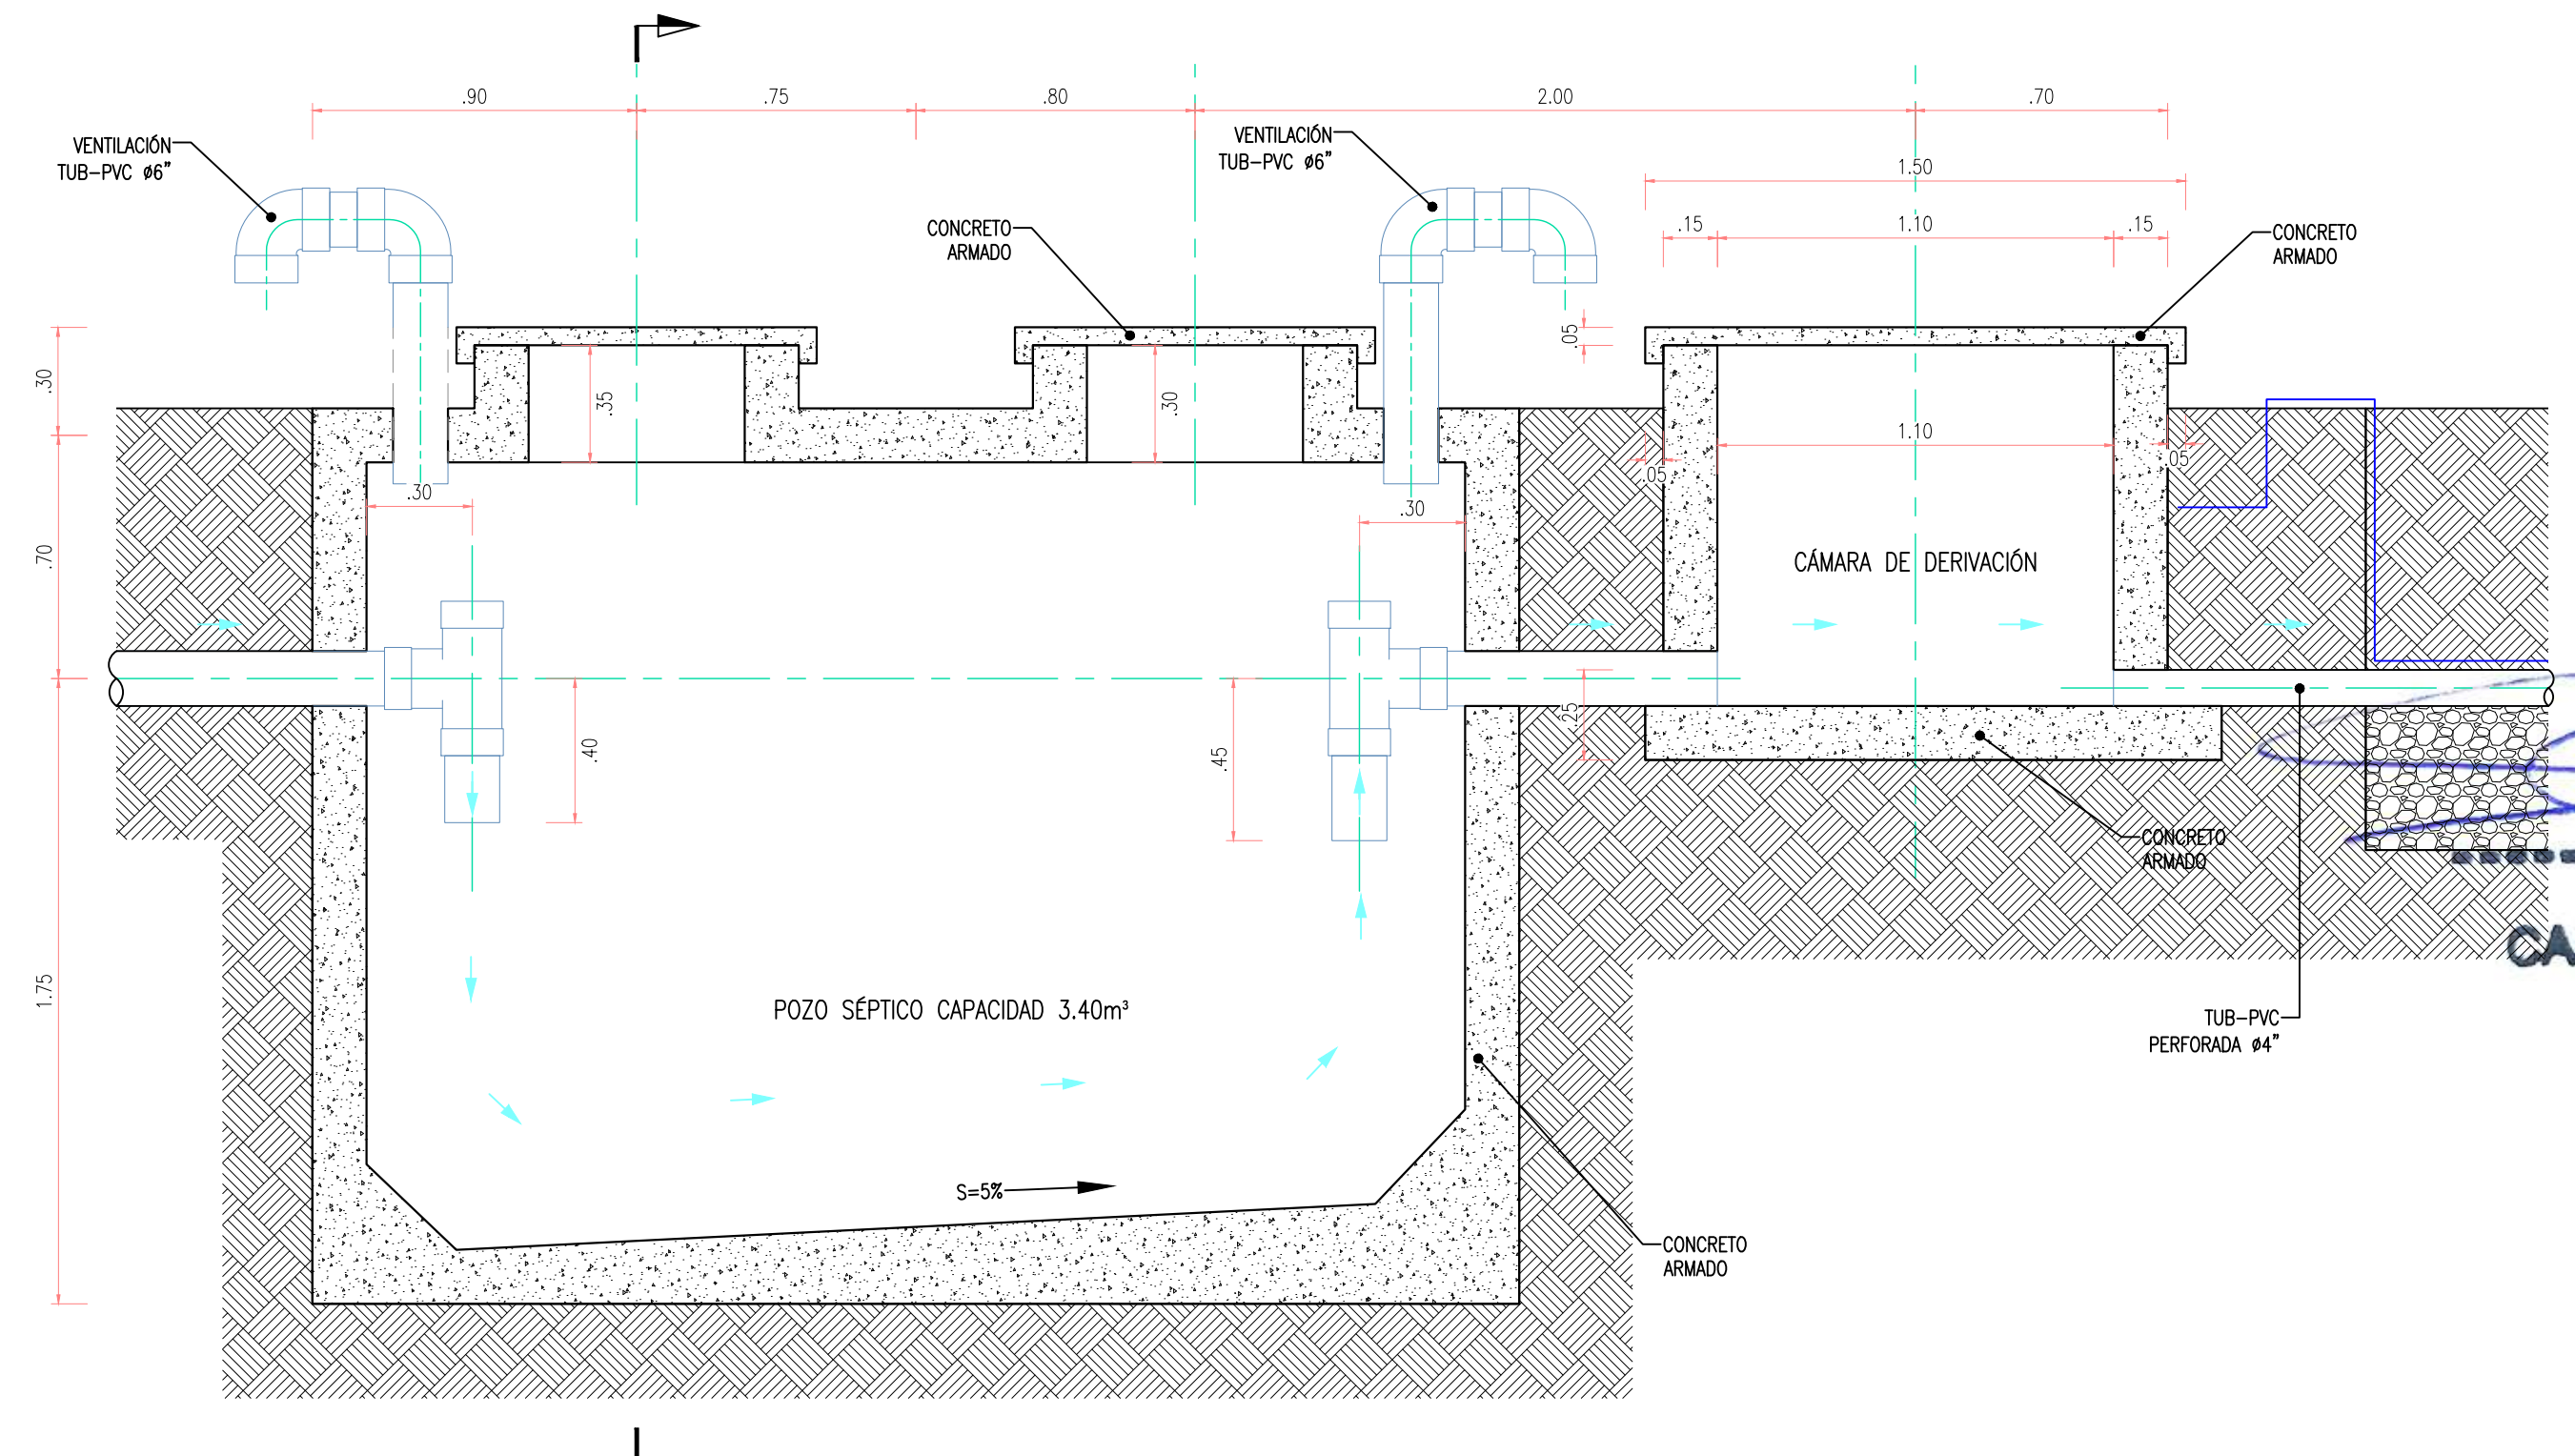 .90
.75
.80
2.00
.70
VENTILACIÓN
TUB-PVC ø6"
VENTILACIÓN
TUB-PVC ø6"
1.50
.15
1.10
.15
CONCRETO
ARMADO
CONCRETO
ARMADO
.05
.30
.35
.30
1.10
.05
.05
.30
.30
.70
CÁMARA DE DERIVACIÓN
.25
.40
.45
CONCRETO
ARMADO
CA
1.75
POZO SÉPTICO CAPACIDAD 3.40m³
TUB-PVC
PERFORADA ø4"
S=5%
CONCRETO
ARMADO